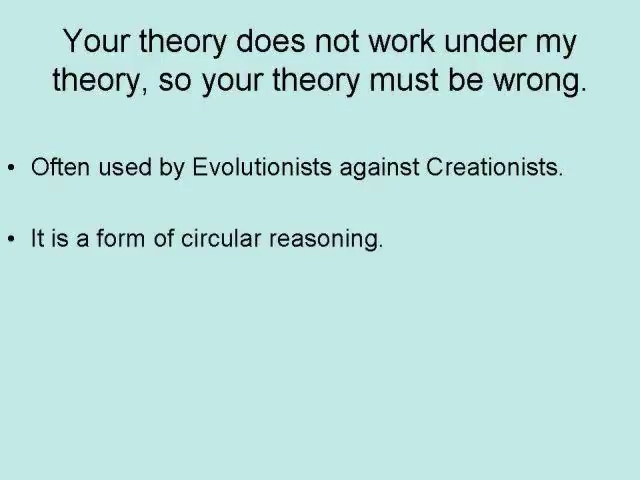 Your theory does not work under my
theory, so your theory must be wrong.
• Often used by Evolutionists against Creationists.
• It is a form of circular reasoning.